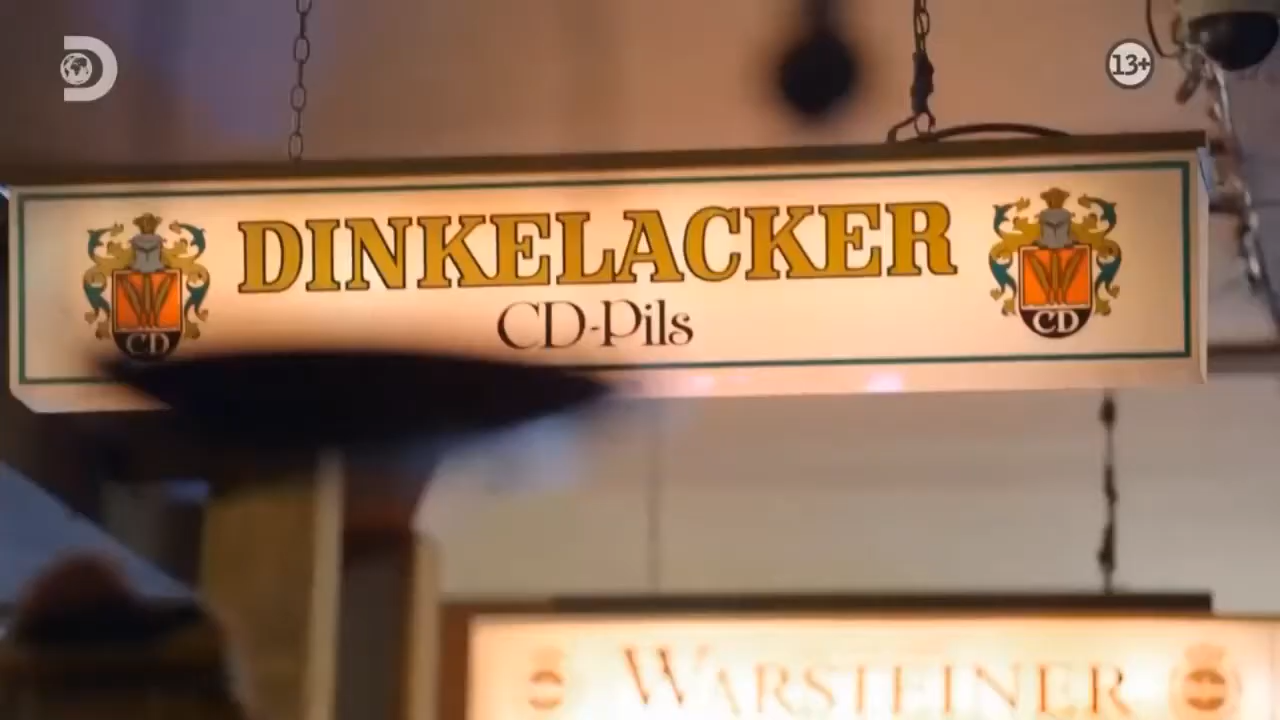 13+
DINKELACKER
CD-Pils
CD
CD
WARSTEINER